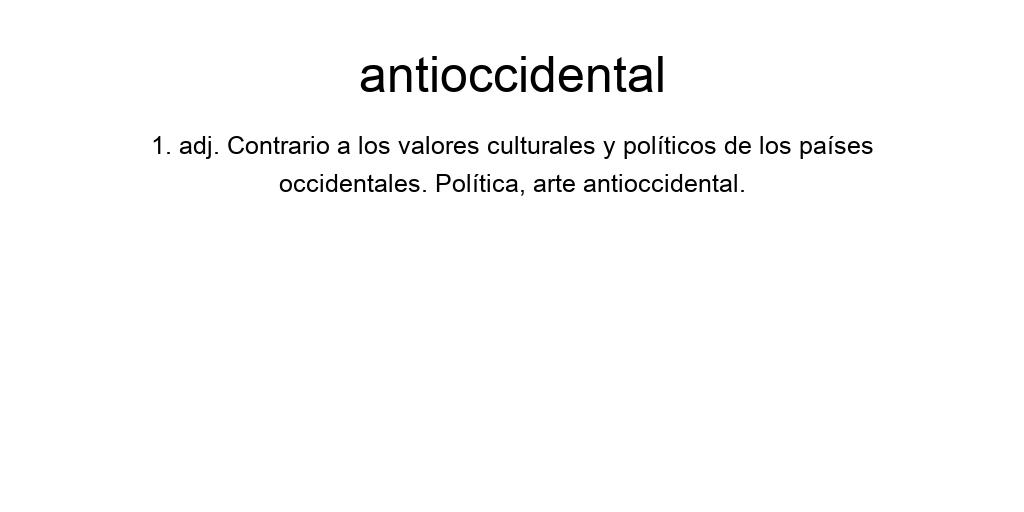 antioccidental
1. adj. Contrario a los valores culturales y políticos de los países
occidentales. Política, arte antioccidental.